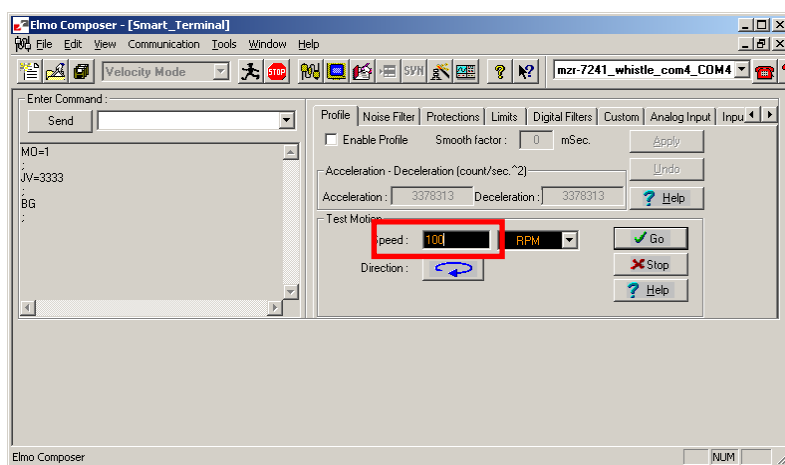 Elmo Composer - [Smart_Terminal]
File Edit View Communication Tools Window Help
Velocity Mode STOP SYN mzr-7241_whistle_com4_COM4
Enter Command :
Send
MO=1
;
JV=3333
;
BG
;
Profile Noise Filter Protections Limits Digital Filters Custom Analog Input Inpu
Enable Profile Smooth factor : 0 mSec. Apply
Acceleration - Deceleration (count/sec.^2) Undo
Acceleration : 3378313 Deceleration : 3378313 Help
Test Motion
Speed : 100 RPM Go
Direction : Stop
Help
Elmo Composer NUM